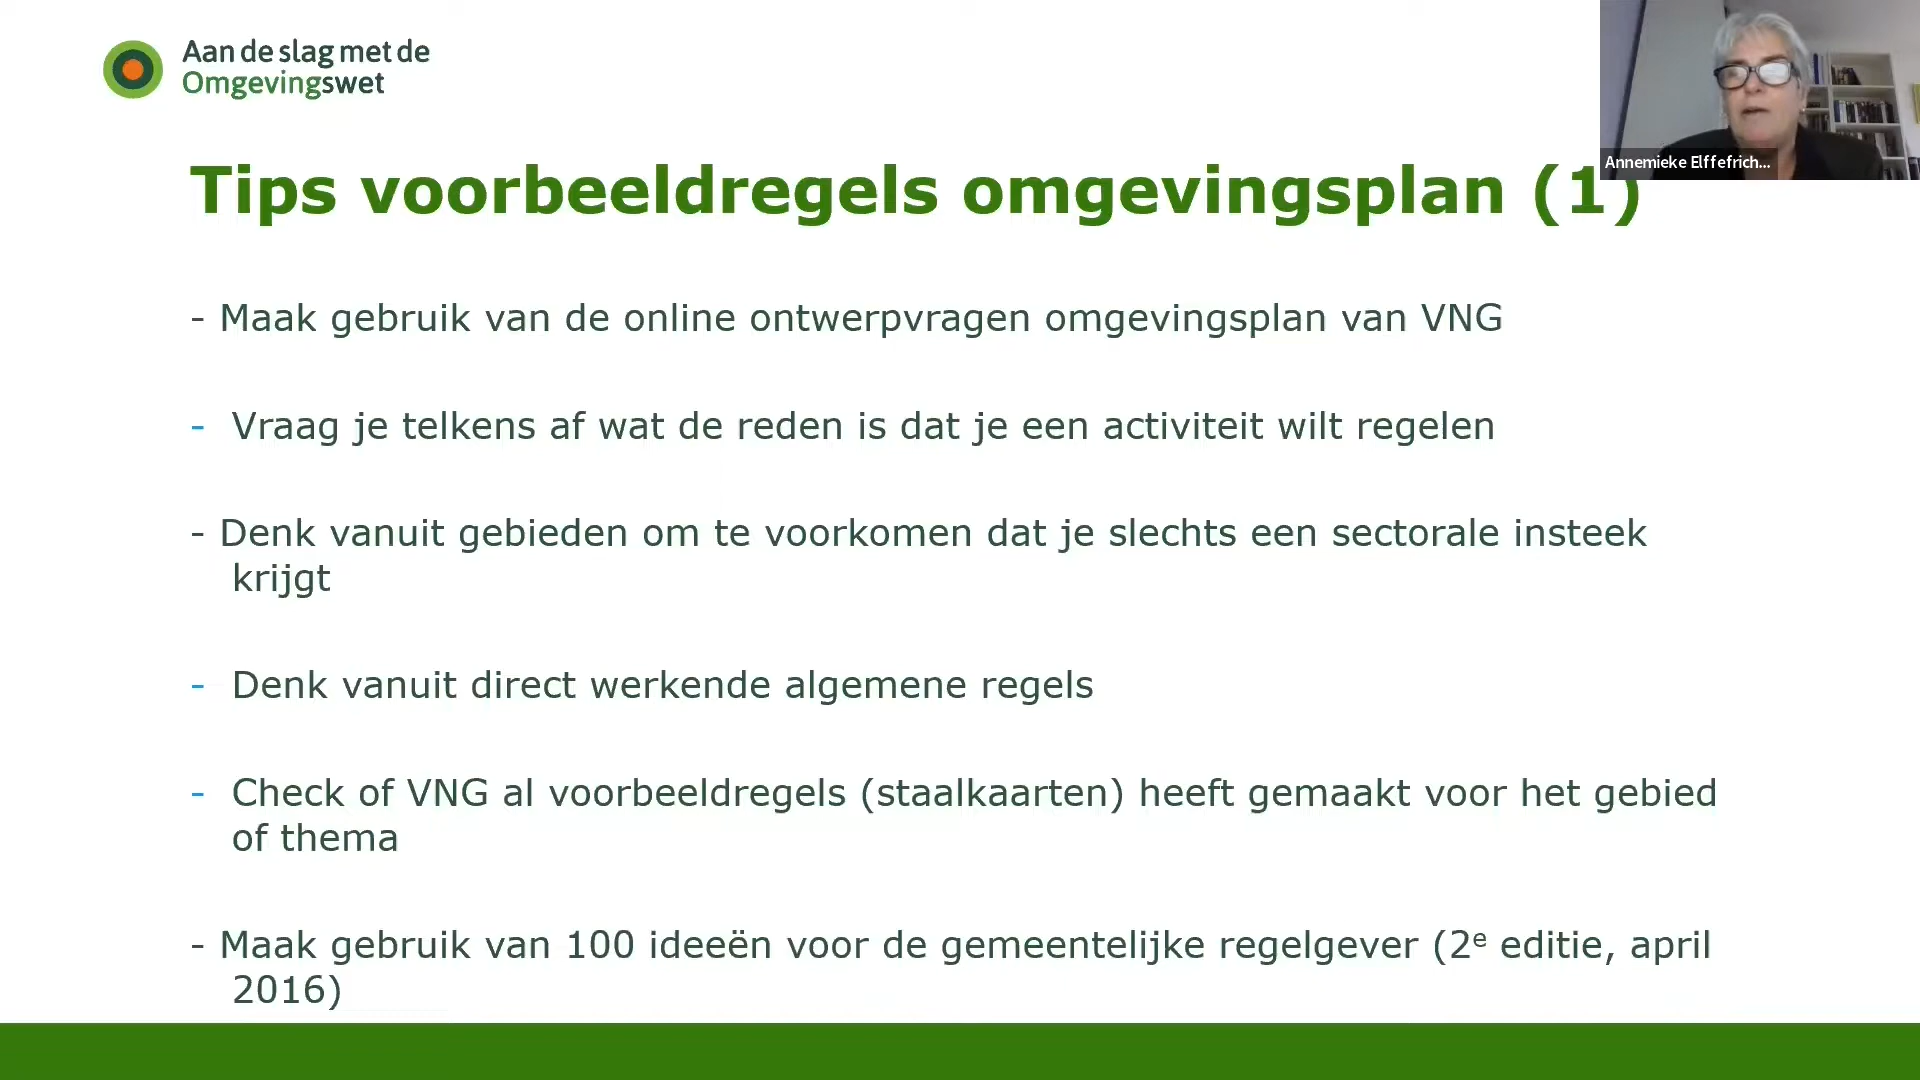 Aan de slag met de
Omgevingswet
Annemieke Elffefrich...
Tips voorbeeldregels omgevingsplan (1)
- Maak gebruik van de online ontwerpvragen omgevingsplan van VNG
- Vraag je telkens af wat de reden is dat je een activiteit wilt regelen
- Denk vanuit gebieden om te voorkomen dat je slechts een sectorale insteek
krijgt
- Denk vanuit direct werkende algemene regels
- Check of VNG al voorbeeldregels (staalkaarten) heeft gemaakt voor het gebied
of thema
- Maak gebruik van 100 ideeën voor de gemeentelijke regelgever (2e editie, april
2016)